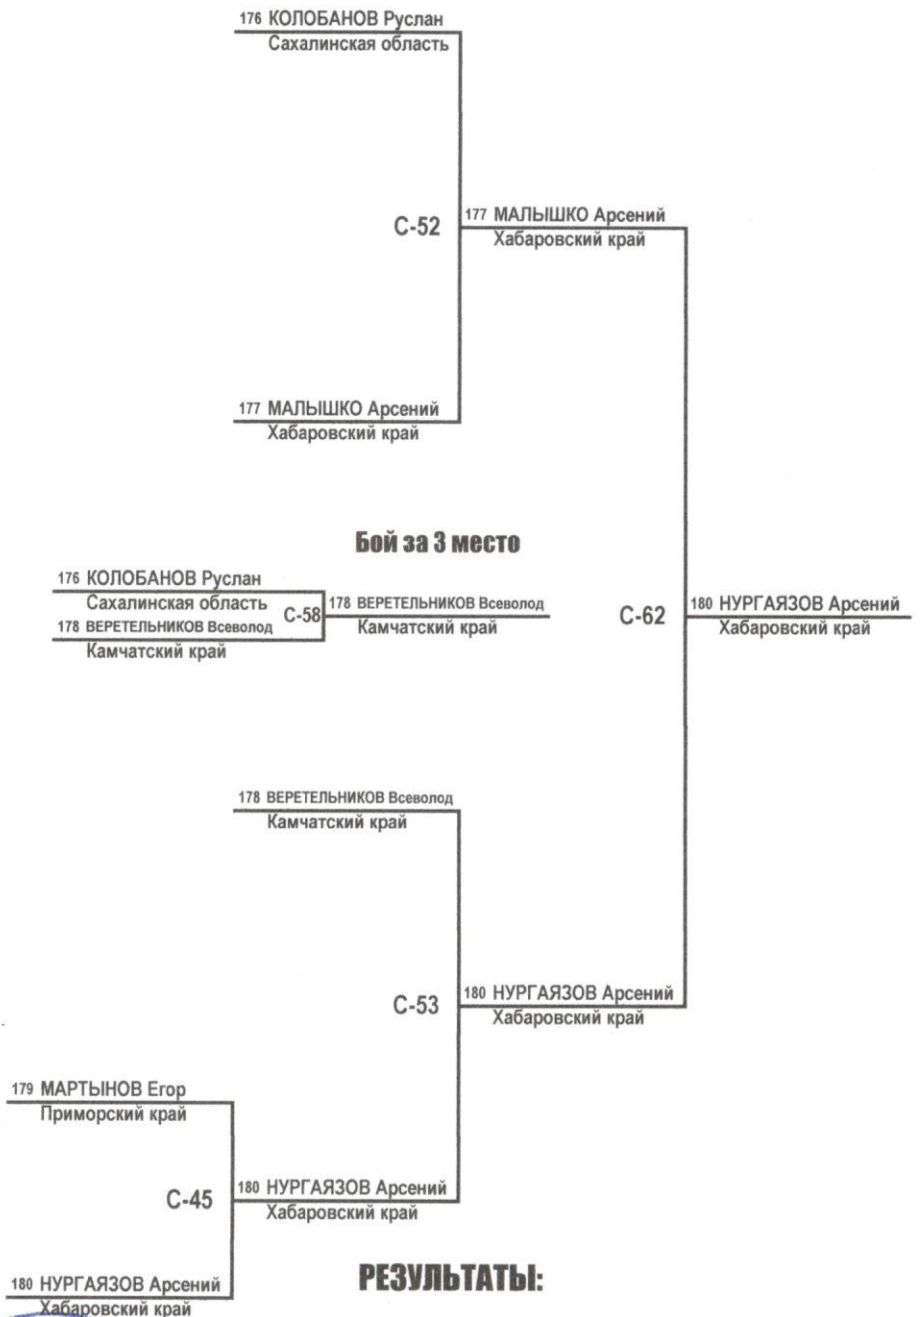 176 КОЛОБАНОВ Руслан
Сахалинская область
С-52
177 МАЛЫШКО Арсений
Хабаровский край
177 МАЛЫШКО Арсений
Хабаровский край
Бой за 3 место
176 КОЛОБАНОВ Руслан
Сахалинская область
178 ВЕРЕТЕЛЬНИКОВ Всеволод
Камчатский край
С-58
178 ВЕРЕТЕЛЬНИКОВ Всеволод
Камчатский край
С-62
180 НУРГАЯЗОВ Арсений
Хабаровский край
178 ВЕРЕТЕЛЬНИКОВ Всеволод
Камчатский край
С-53
180 НУРГАЯЗОВ Арсений
Хабаровский край
179 МАРТЫНОВ Егор
Приморский край
С-45
180 НУРГАЯЗОВ Арсений
Хабаровский край
180 НУРГАЯЗОВ Арсений
Хабаровский край
РЕЗУЛЬТАТЫ: